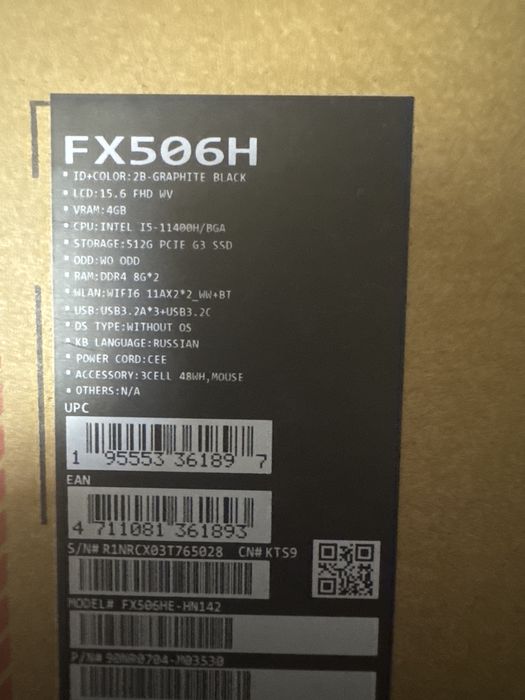 FX506H
• ID+COLOR:2B-GRAPHITE BLACK
• LCD:15.6 FHD WV
• VRAM:4GB
• CPU:INTEL I5-11400H/BGA
• STORAGE:512G PCIE G3 SSD
• ODD:WO ODD
• RAM:DDR4 8G*2
• WLAN:WIFI6 11AX2*2_WW+BT
• USB:USB3.2A*3+USB3.2C
• OS TYPE:WITHOUT OS
• KB LANGUAGE:RUSSIAN
• POWER CORD:CEE
• ACCESSORY:3CELL 48WH,MOUSE
• OTHERS:N/A
UPC
1 95553 36189 7
EAN
4 711081 361893
S/N# R1NRCX03T765028 CN# KTS9
MODEL# FX506HE-HN142
P/N# 90NR0704-M03530